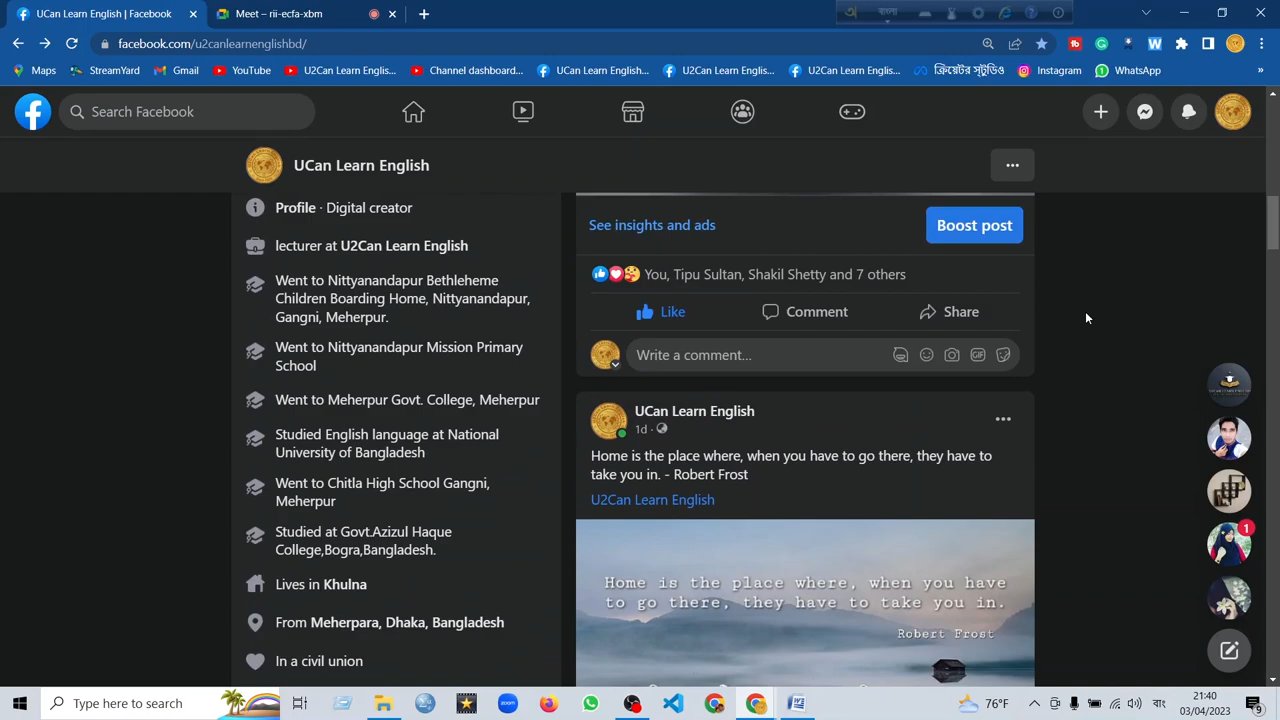 UCan Learn English | Facebook
Meet – rii-ecfa-xbm
বাংলা
facebook.com/u2canlearnenglishbd/
Maps
StreamYard
Gmail
YouTube
U2Can Learn Englis...
Channel dashboard...
UCan Learn English...
U2Can Learn Englis...
U2Can Learn Englis...
ক্রিয়েটর স্টুডিও
Instagram
WhatsApp
»
Search Facebook
UCan Learn English
Profile · Digital creator
lecturer at U2Can Learn English
Went to Nittyanandapur Bethleheme
Children Boarding Home, Nittyanandapur,
Gangni, Meherpur.
Went to Nittyanandapur Mission Primary
School
Went to Meherpur Govt. College, Meherpur
Studied English language at National
University of Bangladesh
Went to Chitla High School Gangni,
Meherpur
Studied at Govt.Azizul Haque
College,Bogra,Bangladesh.
Lives in Khulna
From Meherpara, Dhaka, Bangladesh
In a civil union
See insights and ads
Boost post
You, Tipu Sultan, Shakil Shetty and 7 others
Like
Comment
Share
Write a comment...
GIF
UCan Learn English
1d ·
Home is the place where, when you have to go there, they have to
take you in. - Robert Frost
U2Can Learn English
Home is the place where, when you have
to go there, they have to take you in.
Robert Frost
1
Type here to search
zoom
76°F
বাং
21:40
03/04/2023
9